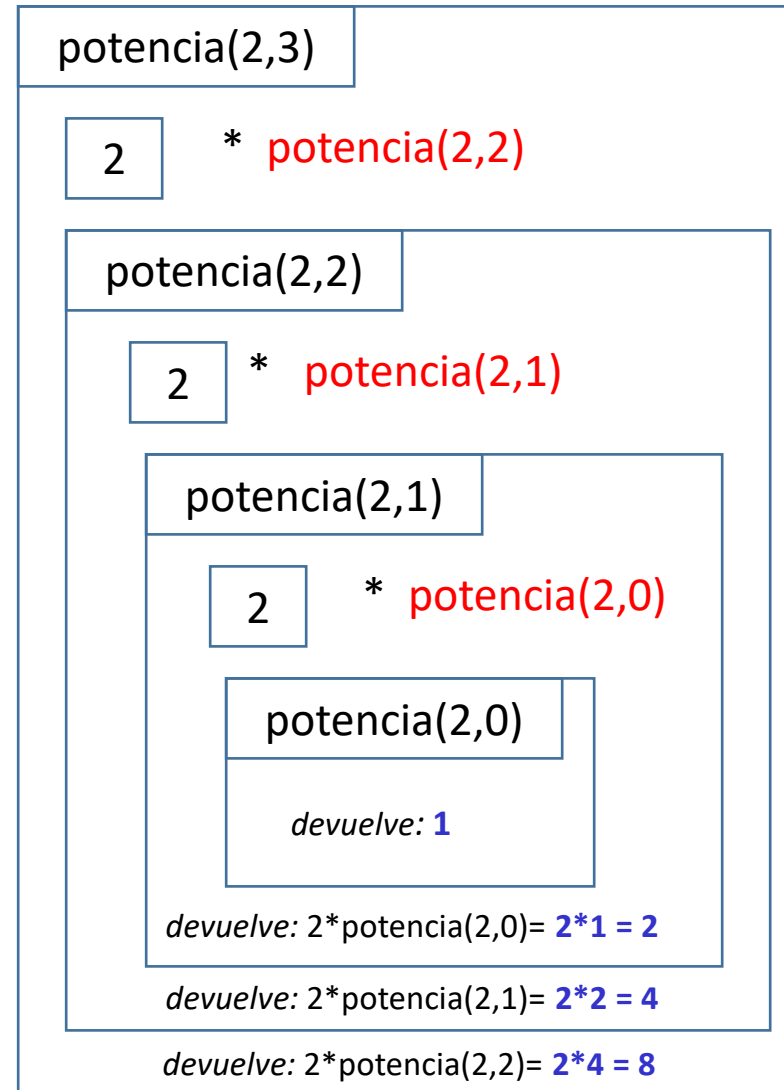 potencia(2,3)
2 * potencia(2,2)
potencia(2,2)
2 * potencia(2,1)
potencia(2,1)
2 * potencia(2,0)
potencia(2,0)
devuelve: 1
devuelve: 2*potencia(2,0)= 2*1 = 2
devuelve: 2*potencia(2,1)= 2*2 = 4
devuelve: 2*potencia(2,2)= 2*4 = 8